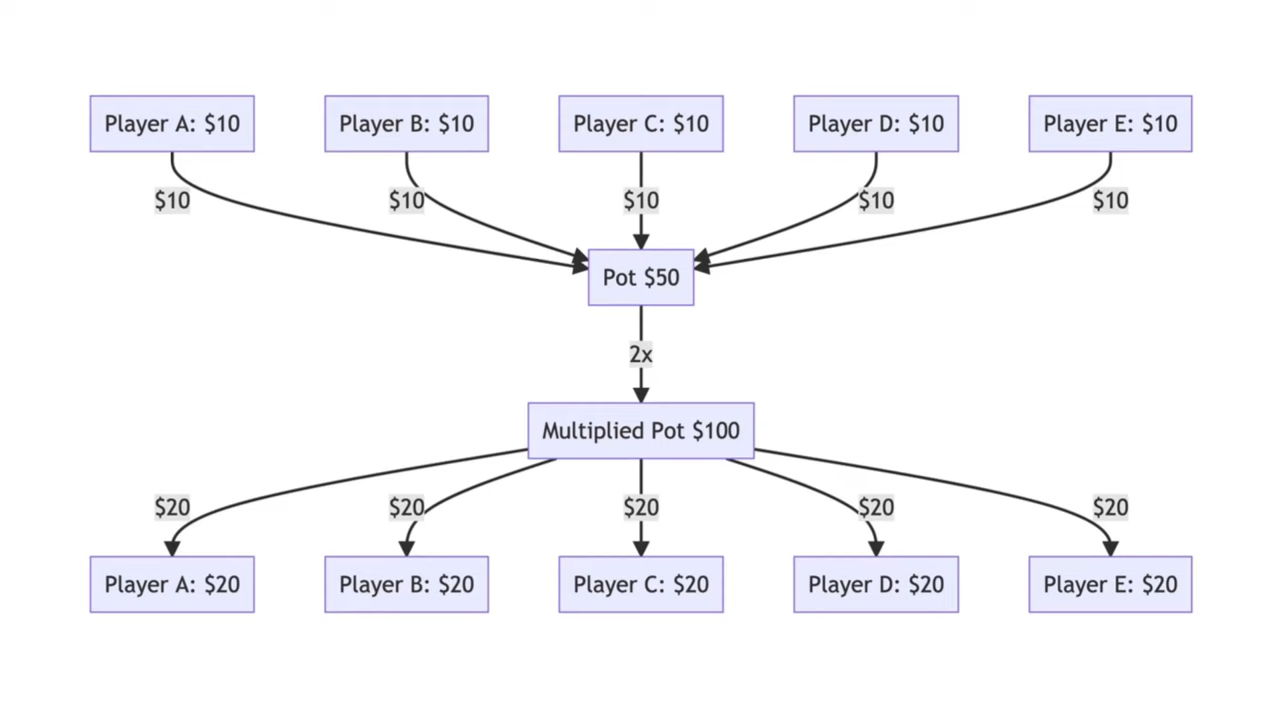 Player A: $10
Player B: $10
Player C: $10
Player D: $10
Player E: $10
$10
$10
$10
$10
$10
Pot $50
2x
Multiplied Pot $100
$20
$20
$20
$20
$20
Player A: $20
Player B: $20
Player C: $20
Player D: $20
Player E: $20